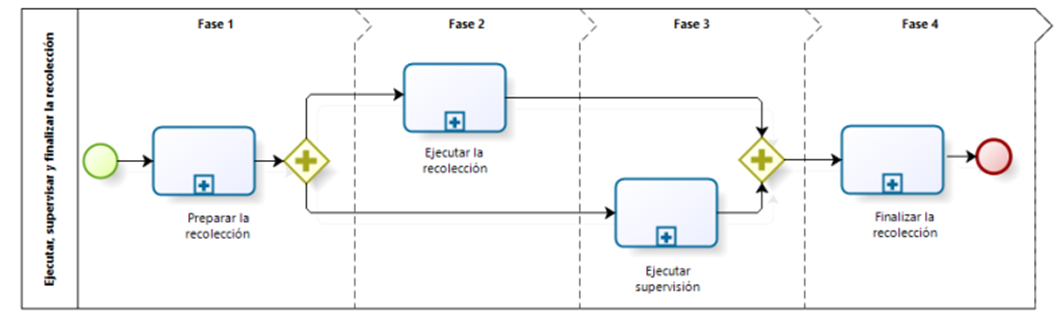 Ejecutar, supervisar y finalizar la recolección
Fase 1
Fase 2
Fase 3
Fase 4
Preparar la
recolección
Ejecutar la
recolección
Ejecutar
supervisión
Finalizar la
recolección